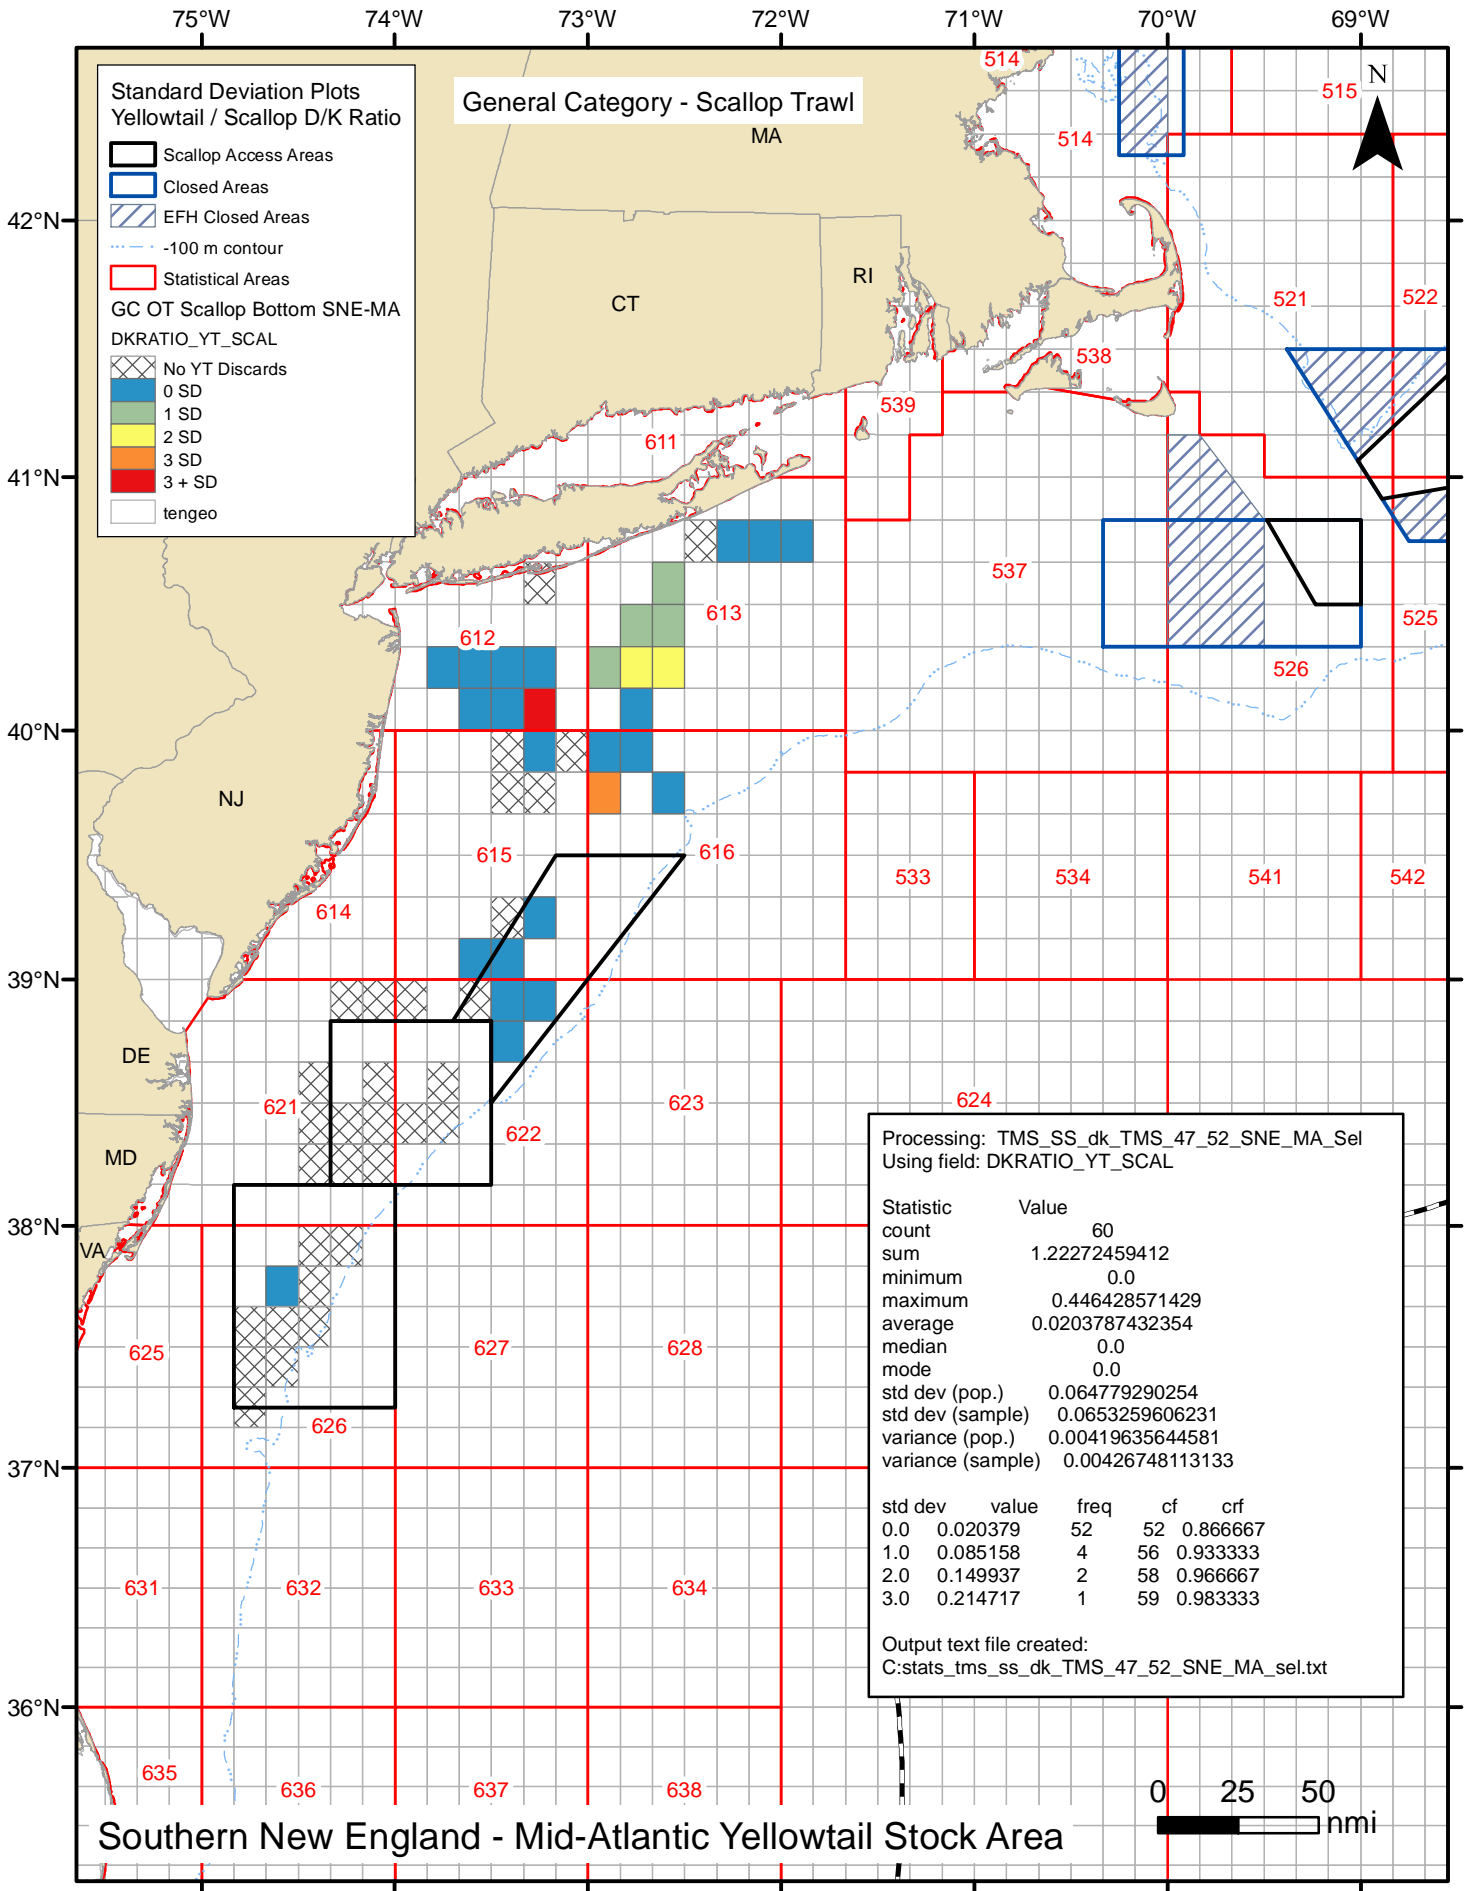 75°W 74°W 73°W 72°W 71°W 70°W 69°W
Standard Deviation Plots
Yellowtail / Scallop D/K Ratio
Scallop Access Areas
Closed Areas
EFH Closed Areas
-100 m contour
Statistical Areas
GC OT Scallop Bottom SNE-MA
DKRATIO_YT_SCAL
No YT Discards
0 SD
1 SD
2 SD
3 SD
3 + SD
tengeo
General Category - Scallop Trawl
N
514
515
MA
514
42°N
RI
CT
521
522
538
539
611
41°N
537
613
612
525
526
40°N
NJ
615
616
533
534
541
542
614
39°N
DE
621
623
624
622
MD
38°N
VA
625
627
628
626
37°N
631
632
633
634
36°N
635
636
637
638
Processing: TMS_SS_dk_TMS_47_52_SNE_MA_Sel
Using field: DKRATIO_YT_SCAL
Statistic Value
count 60
sum 1.22272459412
minimum 0.0
maximum 0.446428571429
average 0.0203787432354
median 0.0
mode 0.0
std dev (pop.) 0.064779290254
std dev (sample) 0.0653259606231
variance (pop.) 0.00419635644581
variance (sample) 0.00426748113133
std dev value freq cf crf
0.0 0.020379 52 52 0.866667
1.0 0.085158 4 56 0.933333
2.0 0.149937 2 58 0.966667
3.0 0.214717 1 59 0.983333
Output text file created:
C:stats_tms_ss_dk_TMS_47_52_SNE_MA_sel.txt
0 25 50
nmi
Southern New England - Mid-Atlantic Yellowtail Stock Area